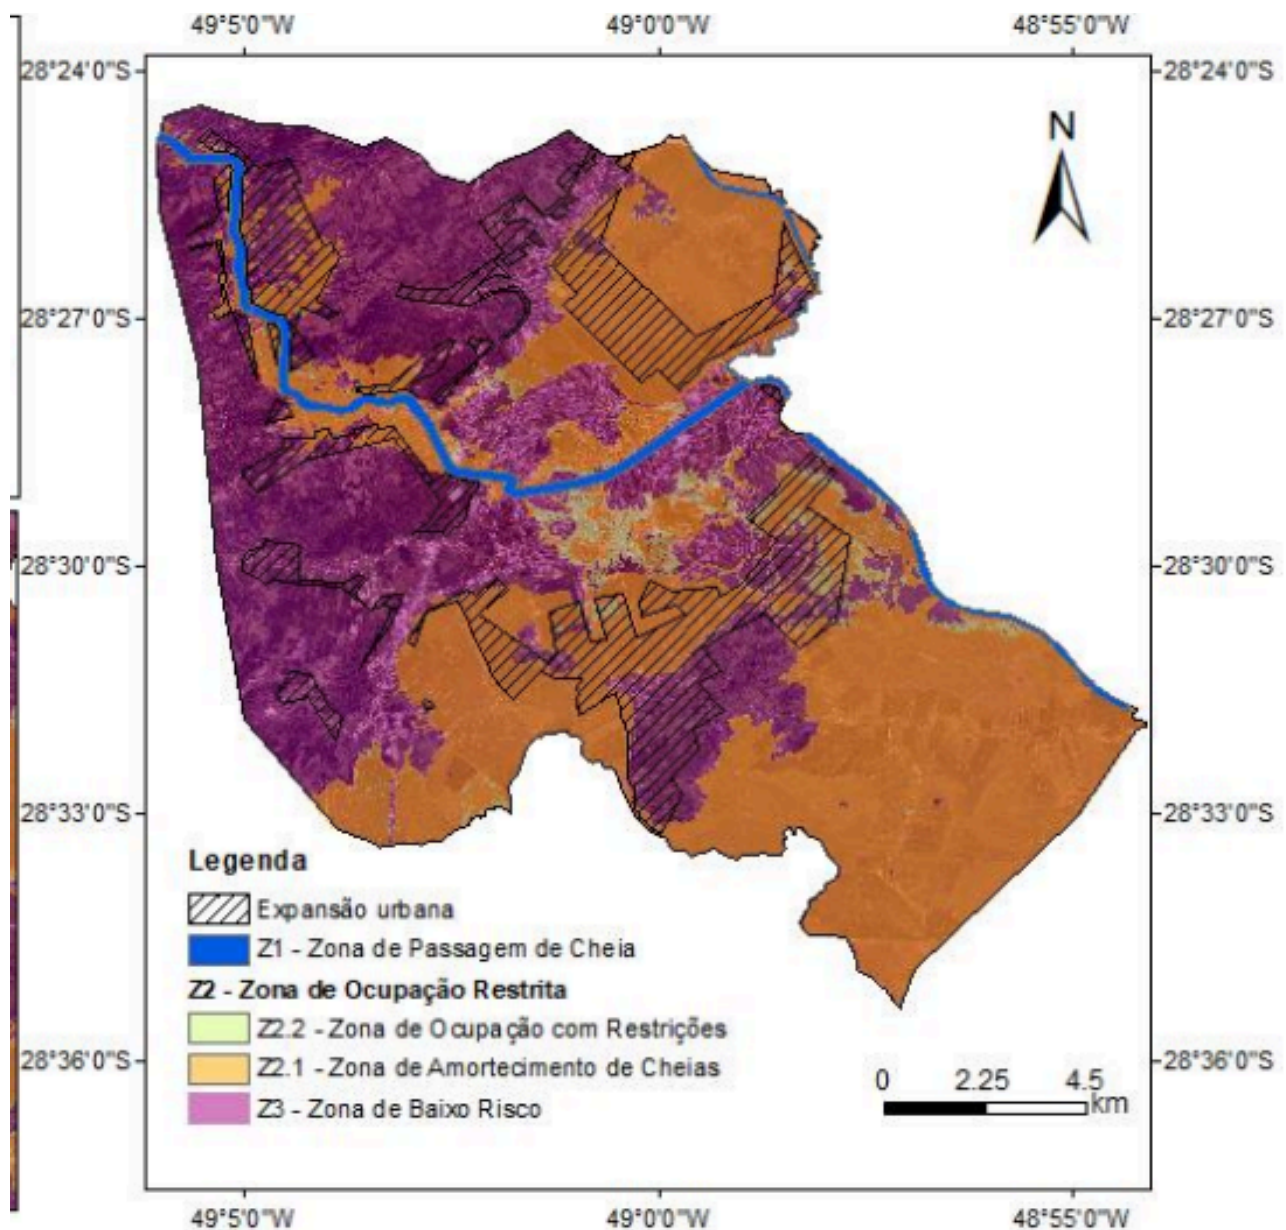 49°5'0"W 49°0'0"W 48°55'0"W
28°24'0"S 28°24'0"S
N
28°27'0"S 28°27'0"S
28°30'0"S 28°30'0"S
28°33'0"S 28°33'0"S
Legenda
Expansão urbana
Z1 - Zona de Passagem de Cheia
Z2 - Zona de Ocupação Restrita
Z2.2 - Zona de Ocupação com Restrições
Z2.1 - Zona de Amortecimento de Cheias
Z3 - Zona de Baixo Risco
28°36'0"S 28°36'0"S
0 2.25 4.5
km
49°5'0"W 49°0'0"W 48°55'0"W